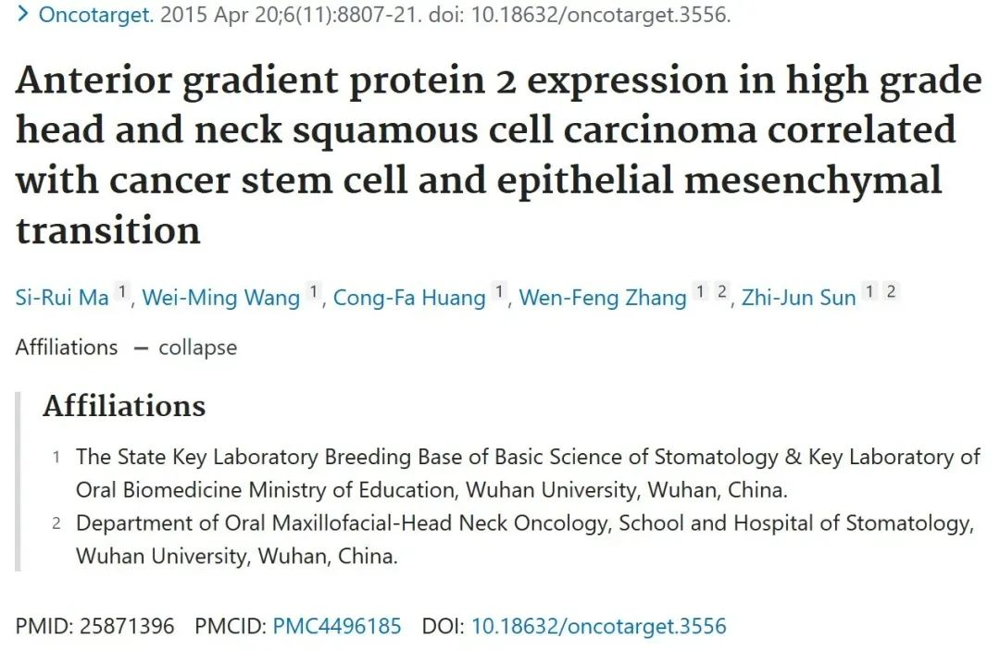 > Oncotarget. 2015 Apr 20;6(11):8807-21. doi: 10.18632/oncotarget.3556.
Anterior gradient protein 2 expression in high grade
head and neck squamous cell carcinoma correlated
with cancer stem cell and epithelial mesenchymal
transition
Si-Rui Ma 1, Wei-Ming Wang 1, Cong-Fa Huang 1, Wen-Feng Zhang 1 2, Zhi-Jun Sun 1 2
Affiliations — collapse
Affiliations
1 The State Key Laboratory Breeding Base of Basic Science of Stomatology & Key Laboratory of
Oral Biomedicine Ministry of Education, Wuhan University, Wuhan, China.
2 Department of Oral Maxillofacial-Head Neck Oncology, School and Hospital of Stomatology,
Wuhan University, Wuhan, China.
PMID: 25871396 PMCID: PMC4496185 DOI: 10.18632/oncotarget.3556